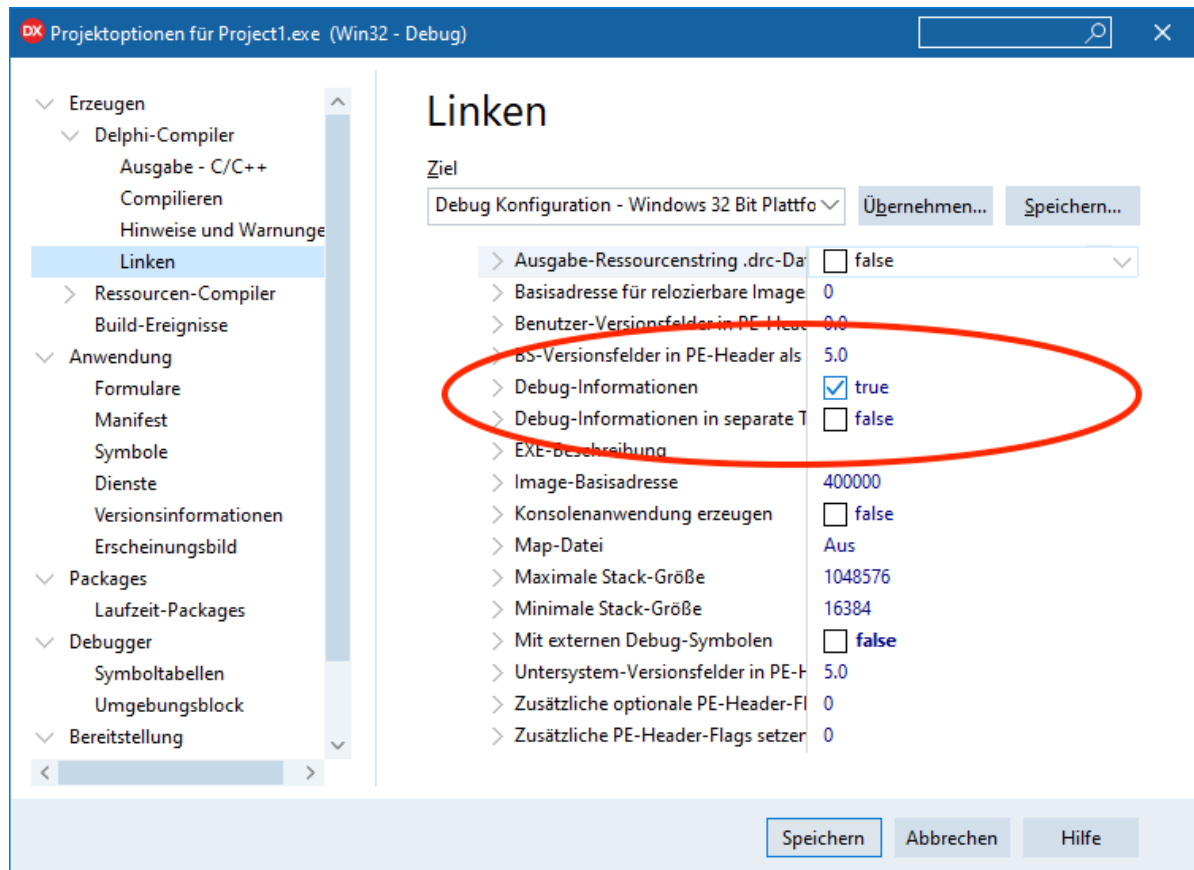 DX Projektoptionen für Project1.exe (Win32 - Debug)
Erzeugen
Delphi-Compiler
Ausgabe - C/C++
Compilieren
Hinweise und Warnunge
Linken
Ressourcen-Compiler
Build-Ereignisse
Anwendung
Formulare
Manifest
Symbole
Dienste
Versionsinformationen
Erscheinungsbild
Packages
Laufzeit-Packages
Debugger
Symboltabellen
Umgebungsblock
Bereitstellung
Linken
Ziel
Debug Konfiguration - Windows 32 Bit Plattfo Übernehmen... Speichern...
Ausgabe-Ressourcenstring .drc-Dat false
Basisadresse für relozierbare Image 0
Benutzer-Versionsfelder in PE-Head 0.0
BS-Versionsfelder in PE-Header als 5.0
Debug-Informationen true
Debug-Informationen in separate T false
EXE-Beschreibung
Image-Basisadresse 400000
Konsolenanwendung erzeugen false
Map-Datei Aus
Maximale Stack-Größe 1048576
Minimale Stack-Größe 16384
Mit externen Debug-Symbolen false
Untersystem-Versionsfelder in PE-H 5.0
Zusätzliche optionale PE-Header-Fl 0
Zusätzliche PE-Header-Flags setzen 0
Speichern Abbrechen Hilfe